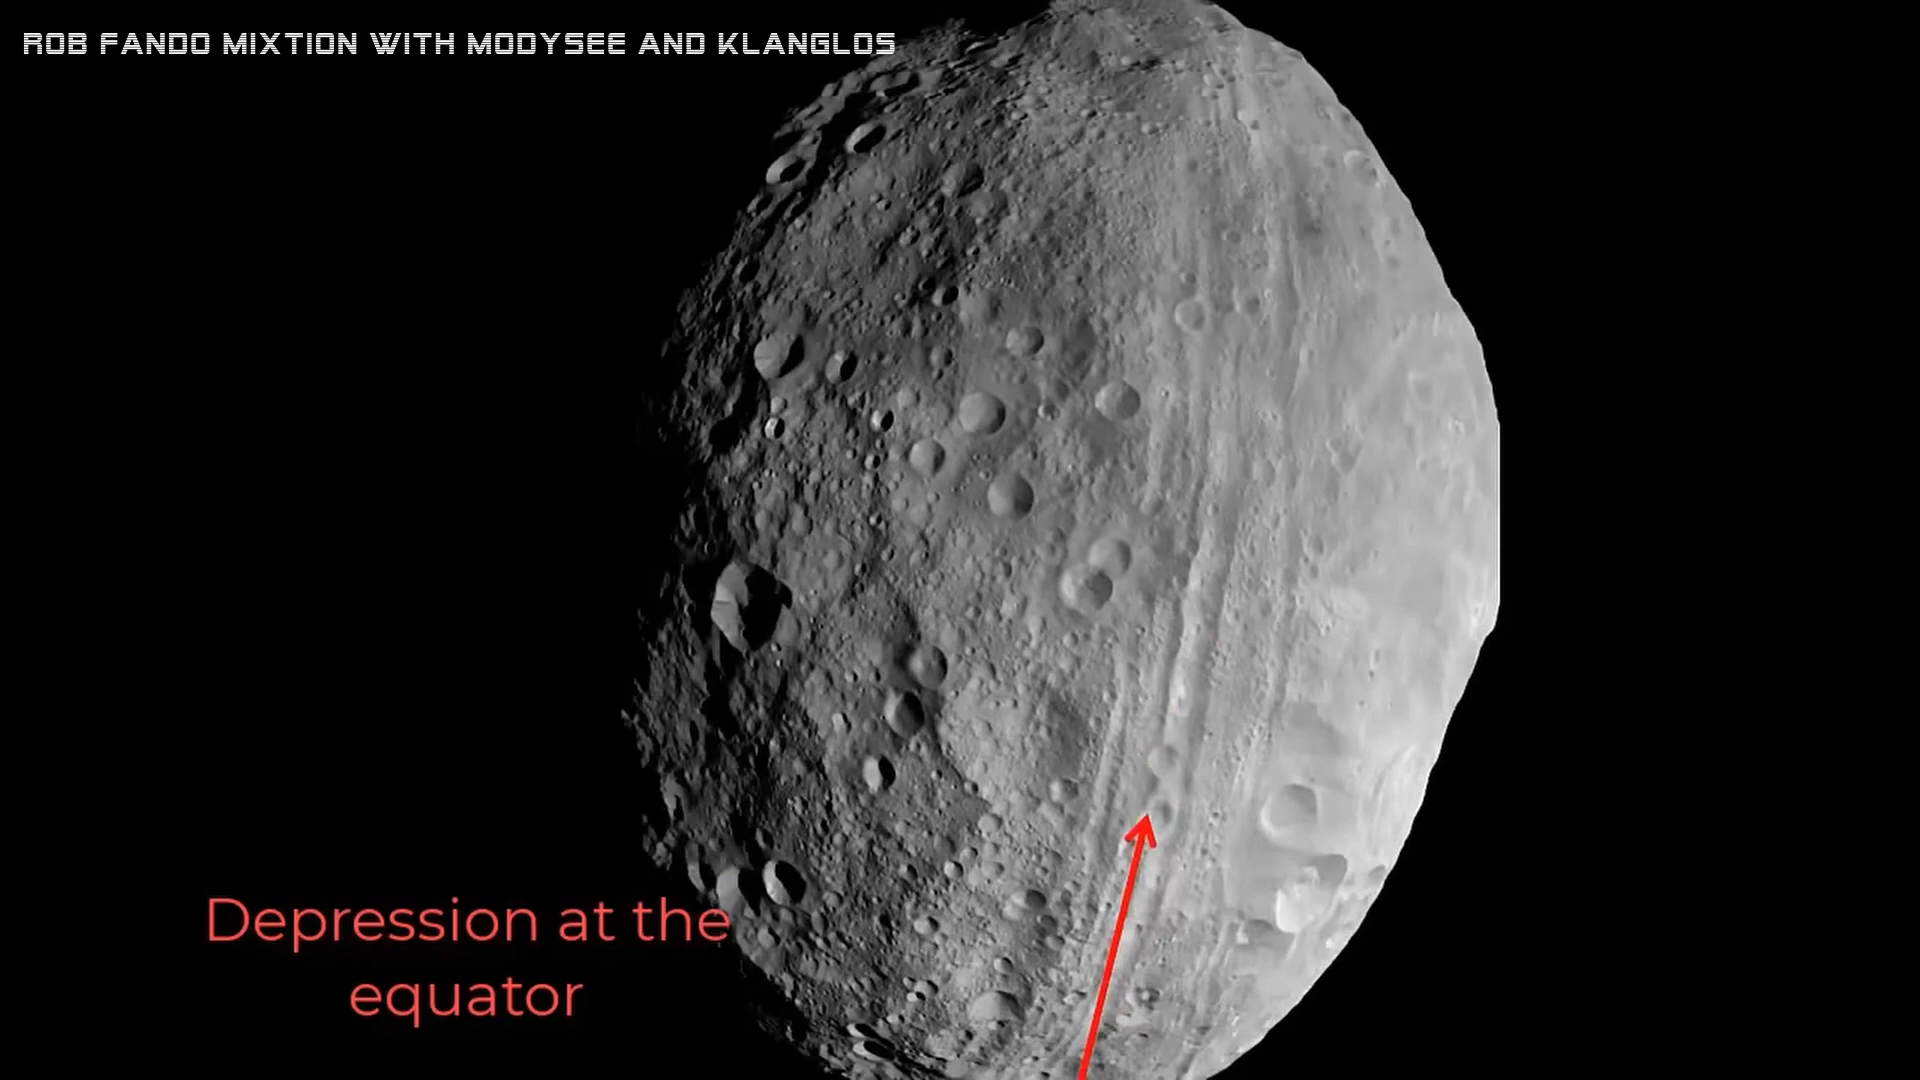 ROB FANDO MIXTION WITH MODYSEE AND KLANGLOS
Depression at the
equator